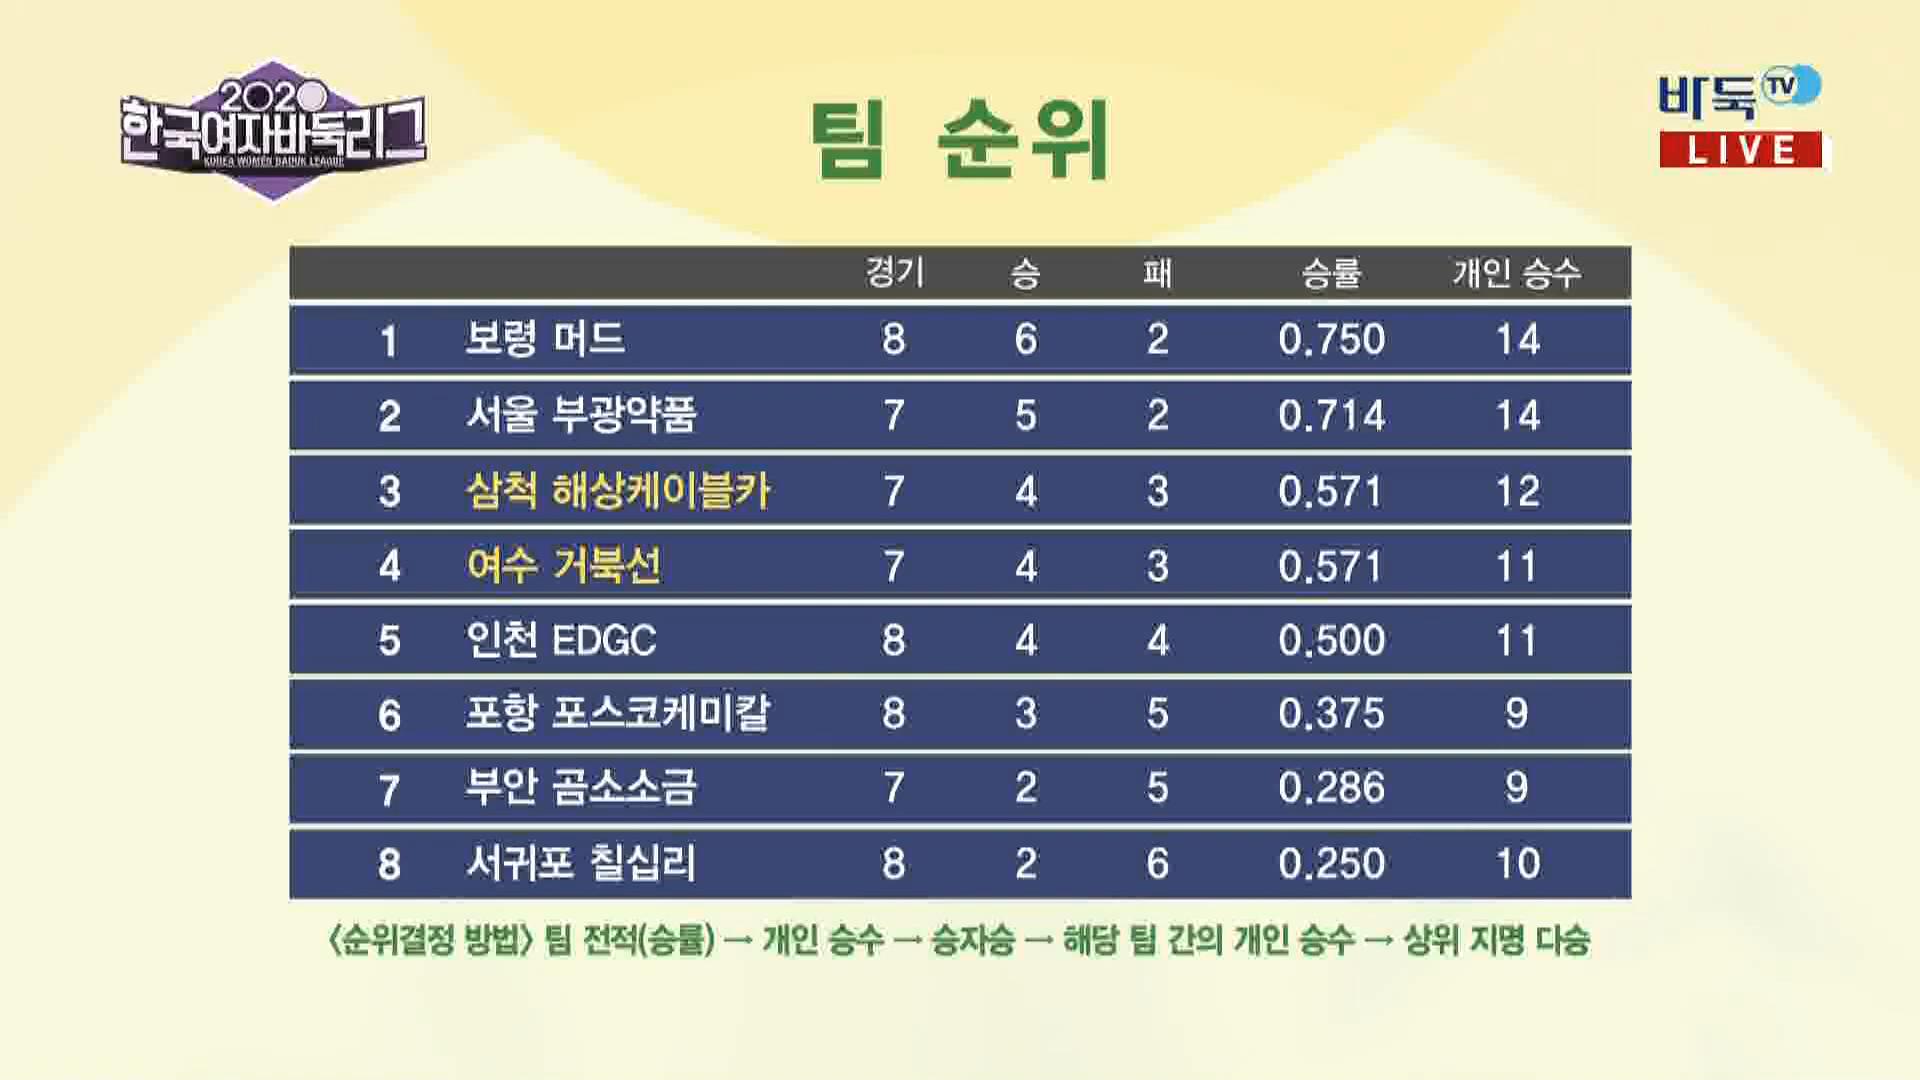 2020
한국여자바둑리그
KOREA WOMEN BADUK LEAGUE
팀 순위
바둑TV
LIVE
경기 승 패 승률 개인 승수
1 보령 머드 8 6 2 0.750 14
2 서울 부광약품 7 5 2 0.714 14
3 삼척 해상케이블카 7 4 3 0.571 12
4 여수 거북선 7 4 3 0.571 11
5 인천 EDGC 8 4 4 0.500 11
6 포항 포스코케미칼 8 3 5 0.375 9
7 부안 곰소소금 7 2 5 0.286 9
8 서귀포 칠십리 8 2 6 0.250 10
〈순위결정 방법〉 팀 전적(승률) → 개인 승수 → 승자승 → 해당 팀 간의 개인 승수 → 상위 지명 다승